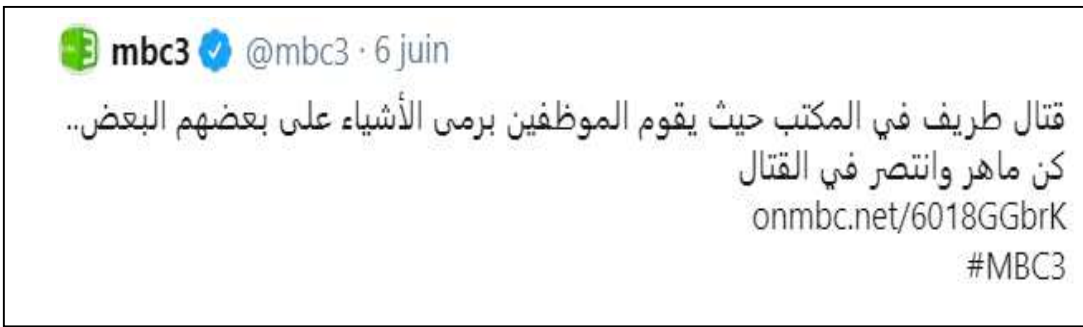 mbc3 @mbc3 · 6 juin
قتال طريف في المكتب حيث يقوم الموظفين برمى الأشياء على بعضهم البعض..
كن ماهر وانتصر في القتال
onmbc.net/6018GGbrK
#MBC3